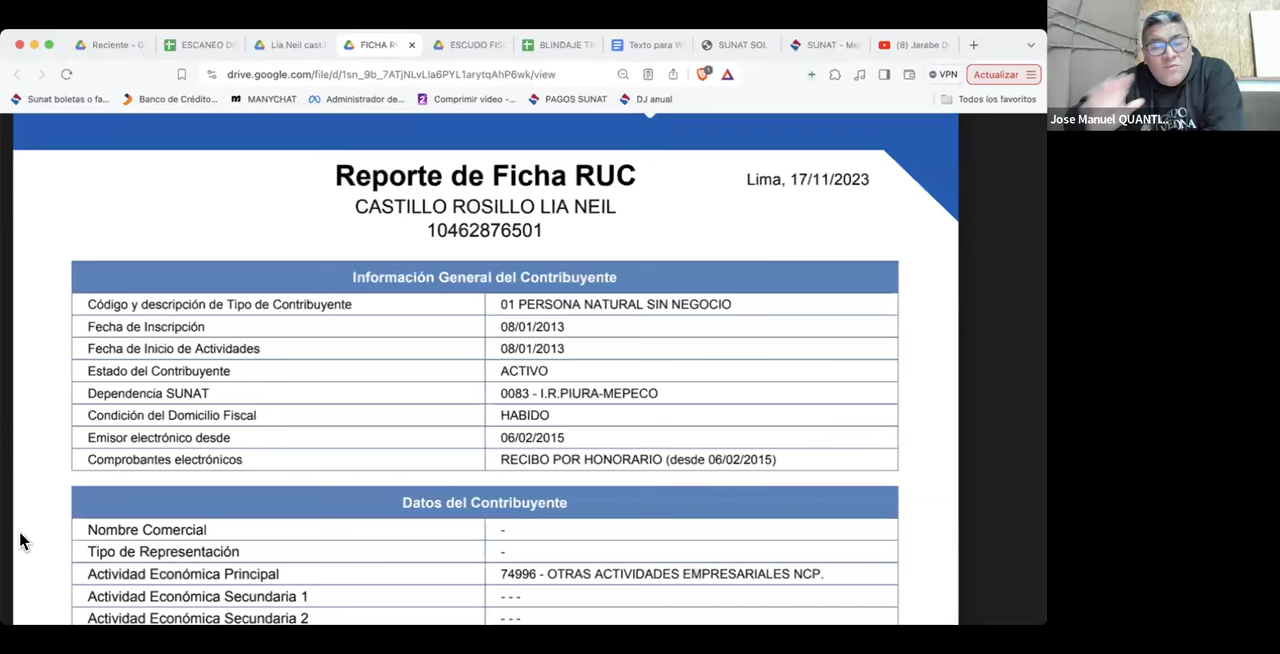 Reciente - G
ESCANEO DE
Lia Neil castil
FICHA RU
ESCUDO FISC
BLINDAJE TR
Texto para W
SUNAT SOL
SUNAT - Me
(8) Jarabe D
drive.google.com/file/d/1sn_9b_7ATjNLvLla6PYL1arytqAhP6wk/view
1
VPN
Actualizar
Sunat boletas o fa...
Banco de Crédito...
MANYCHAT
Administrador de...
Comprimir vídeo -...
PAGOS SUNAT
DJ anual
Todos los favoritos
Jose Manuel QUANTI...
Reporte de Ficha RUC
Lima, 17/11/2023
CASTILLO ROSILLO LIA NEIL
10462876501
Información General del Contribuyente
Código y descripción de Tipo de Contribuyente 01 PERSONA NATURAL SIN NEGOCIO
Fecha de Inscripción 08/01/2013
Fecha de Inicio de Actividades 08/01/2013
Estado del Contribuyente ACTIVO
Dependencia SUNAT 0083 - I.R.PIURA-MEPECO
Condición del Domicilio Fiscal HABIDO
Emisor electrónico desde 06/02/2015
Comprobantes electrónicos RECIBO POR HONORARIO (desde 06/02/2015)
Datos del Contribuyente
Nombre Comercial -
Tipo de Representación -
Actividad Económica Principal 74996 - OTRAS ACTIVIDADES EMPRESARIALES NCP.
Actividad Económica Secundaria 1 - - -
Actividad Económica Secundaria 2 - - -